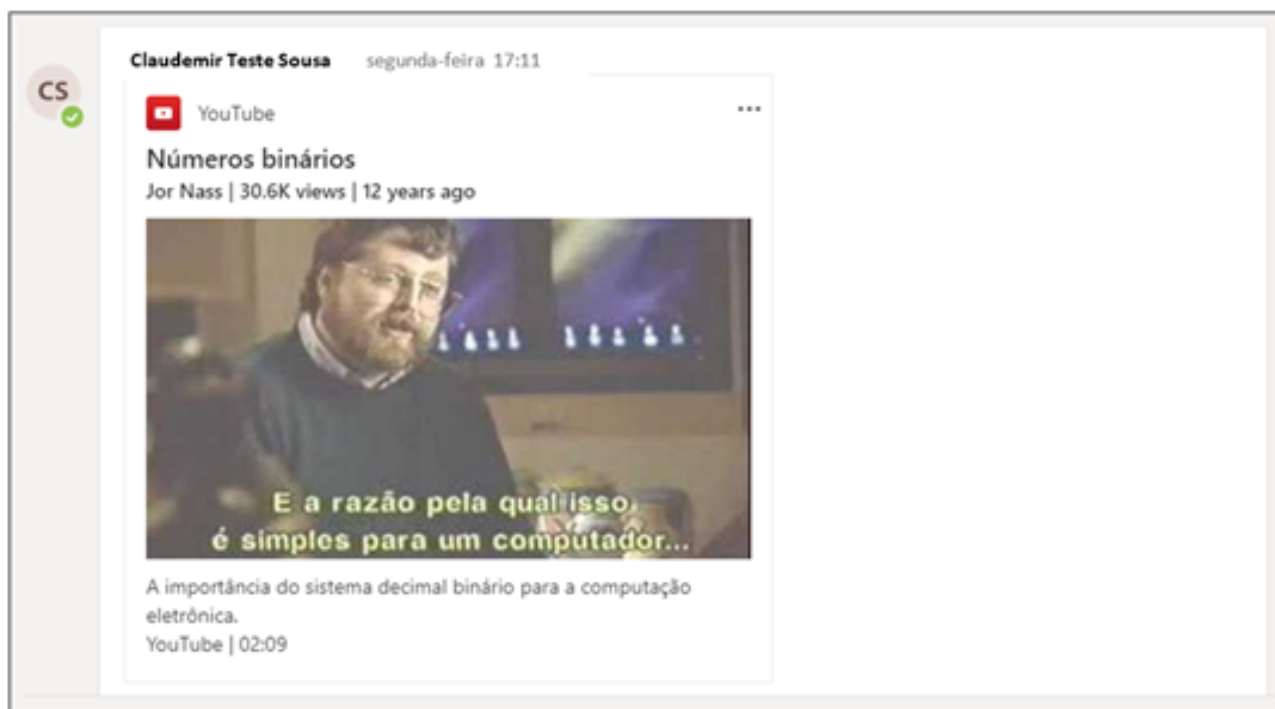 Claudemir Teste Sousa segunda-feira 17:11
CS
YouTube
Números binários
Jor Nass | 30.6K views | 12 years ago
E a razão pela qual isso
é simples para um computador...
A importância do sistema decimal binário para a computação
eletrônica.
YouTube | 02:09